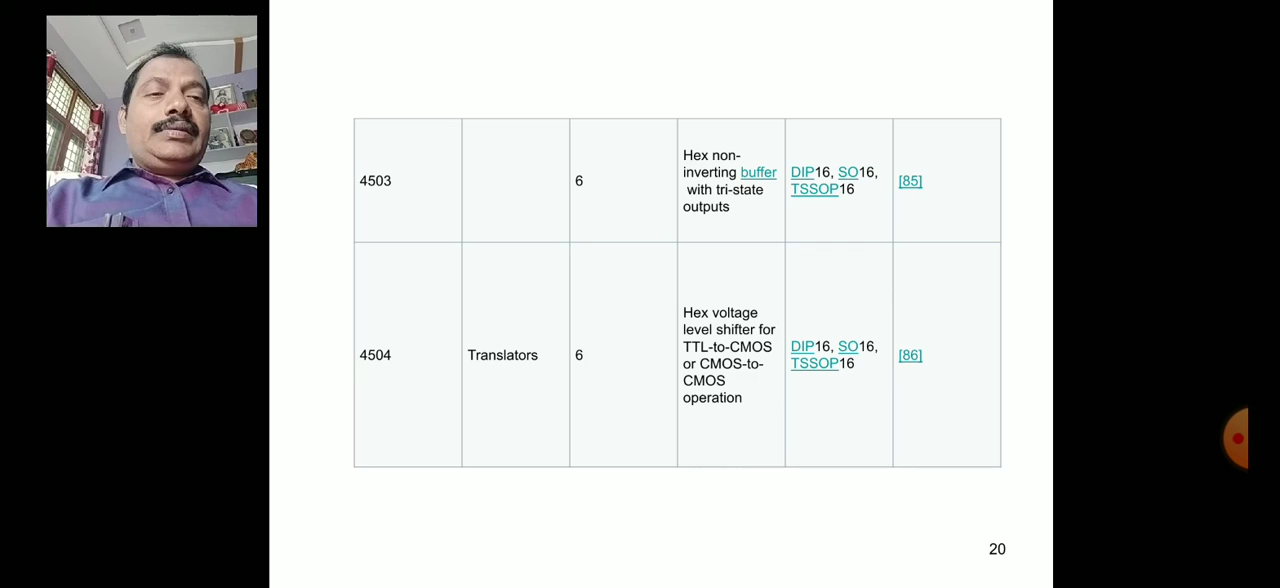 4503
6
Hex non-
inverting buffer
with tri-state
outputs
DIP16, SO16,
TSSOP16
[85]
4504
Translators
6
Hex voltage
level shifter for
TTL-to-CMOS
or CMOS-to-
CMOS
operation
DIP16, SO16,
TSSOP16
[86]
20